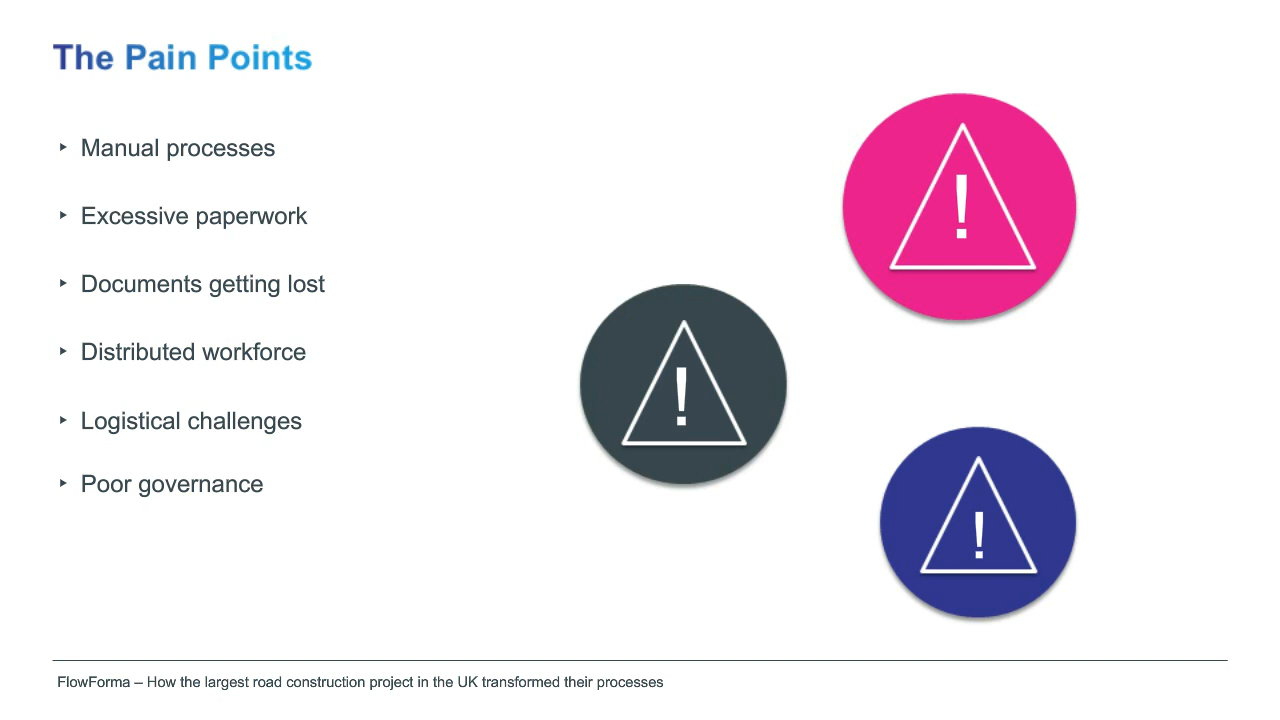 The Pain Points
‣ Manual processes
‣ Excessive paperwork
‣ Documents getting lost
‣ Distributed workforce
‣ Logistical challenges
‣ Poor governance
!
!
!
FlowForma – How the largest road construction project in the UK transformed their processes